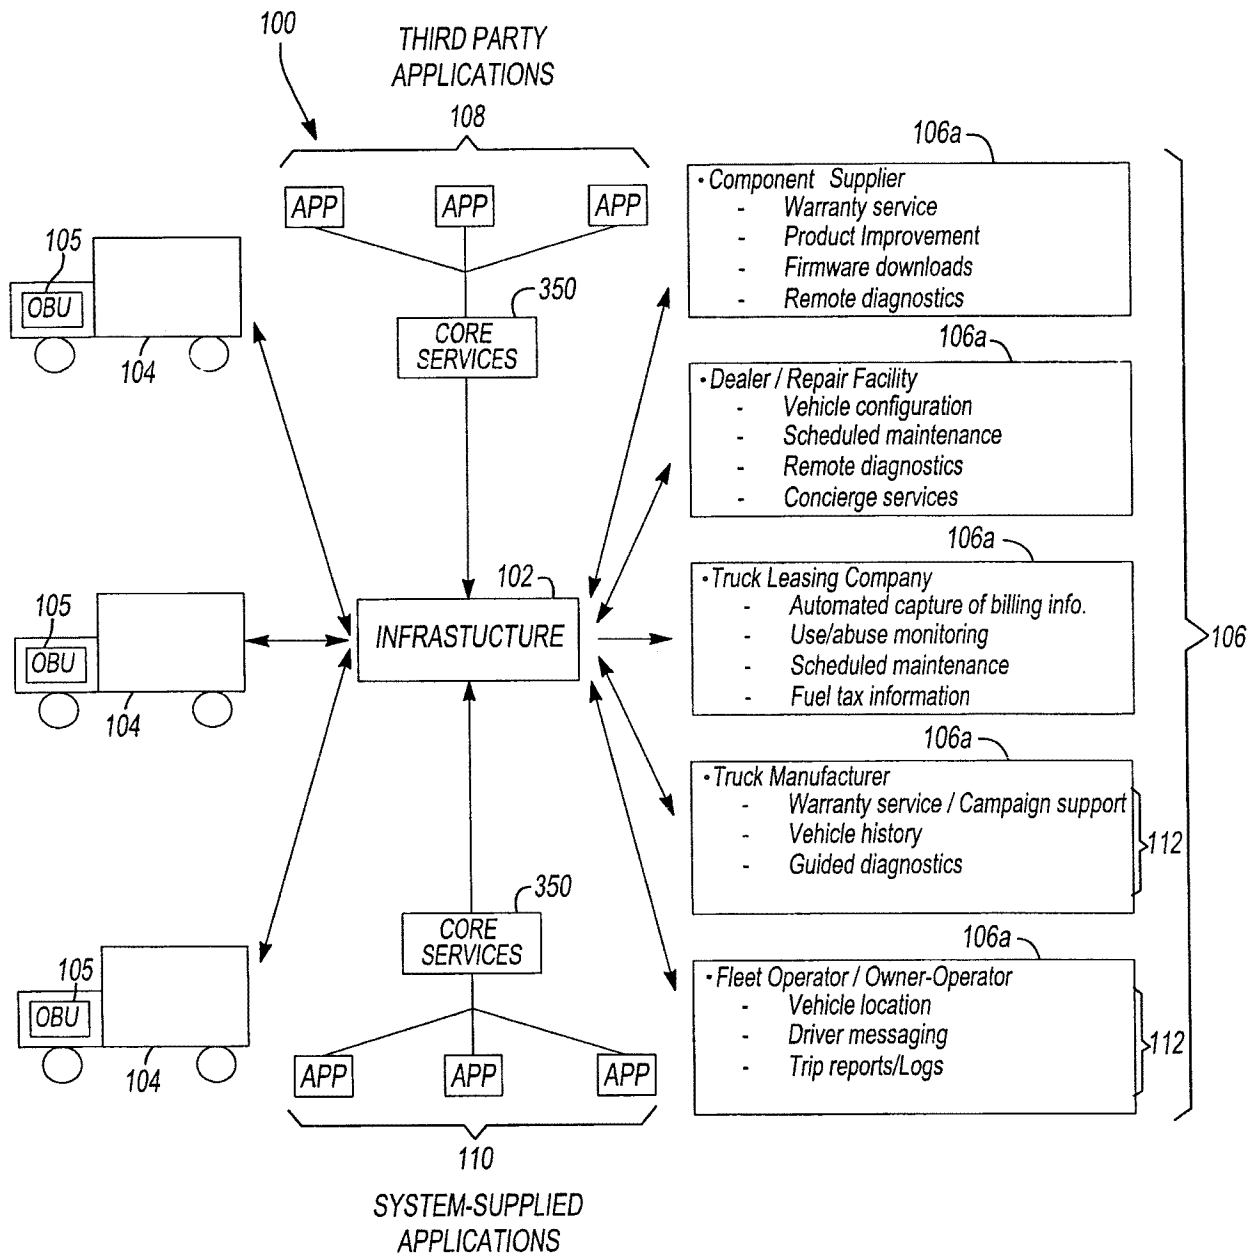 100
THIRD PARTY
APPLICATIONS
108
APP
APP
APP
350
CORE
SERVICES
105
OBU
104
105
OBU
104
105
OBU
104
102
INFRASTUCTURE
350
CORE
SERVICES
APP
APP
APP
110
SYSTEM-SUPPLIED
APPLICATIONS
106a
• Component Supplier
- Warranty service
- Product Improvement
- Firmware downloads
- Remote diagnostics
106a
• Dealer / Repair Facility
- Vehicle configuration
- Scheduled maintenance
- Remote diagnostics
- Concierge services
106a
• Truck Leasing Company
- Automated capture of billing info.
- Use/abuse monitoring
- Scheduled maintenance
- Fuel tax information
106a
• Truck Manufacturer
- Warranty service / Campaign support
- Vehicle history
- Guided diagnostics
112
106a
• Fleet Operator / Owner-Operator
- Vehicle location
- Driver messaging
- Trip reports/Logs
112
106